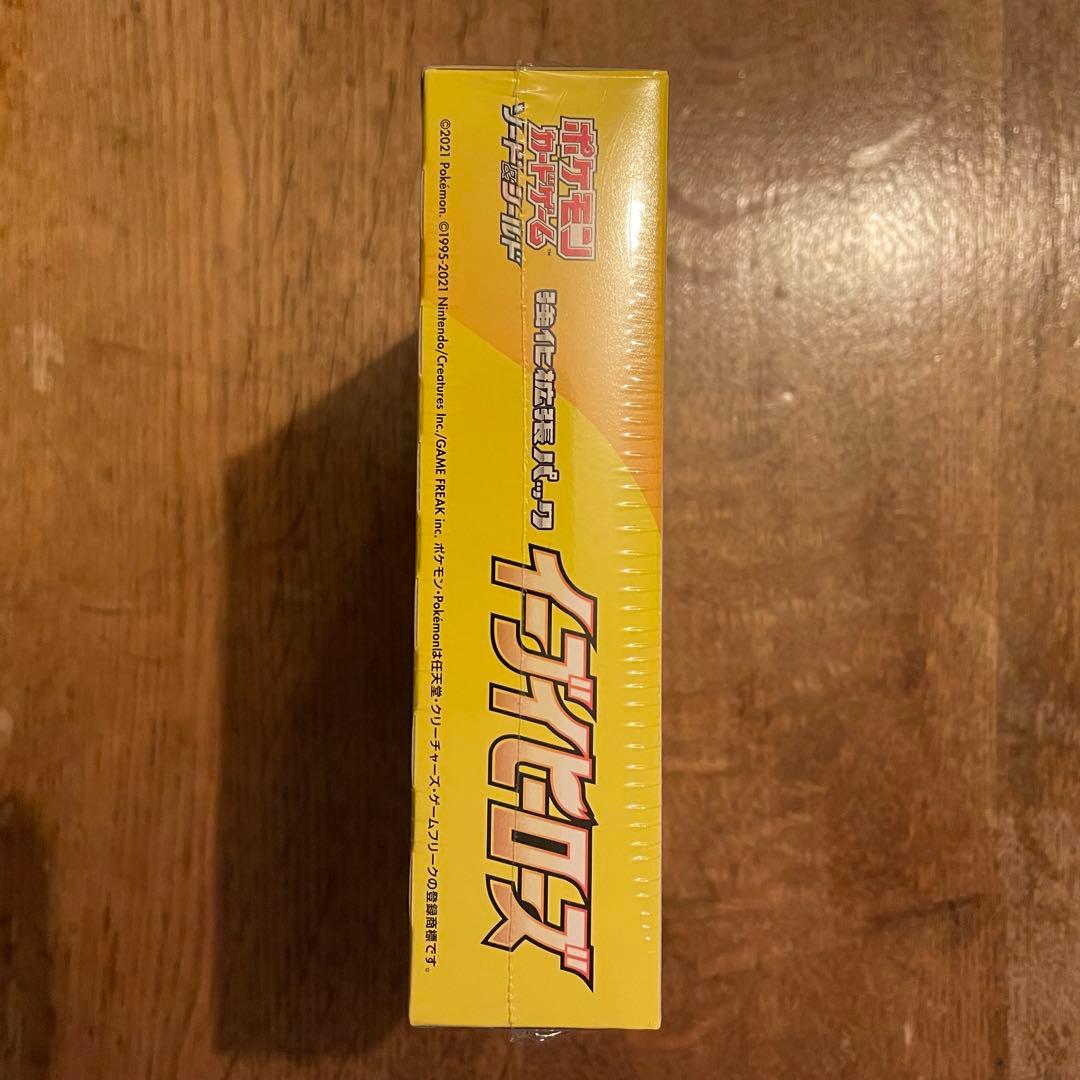 ポケモン
カードゲーム™
ソード&シールド
強化拡張パック
イーブイヒーローズ
©2021 Pokémon. ©1995-2021 Nintendo/Creatures Inc./GAME FREAK inc. ポケモン・Pokémonは任天堂・クリーチャーズ・ゲームフリークの登録商標です。